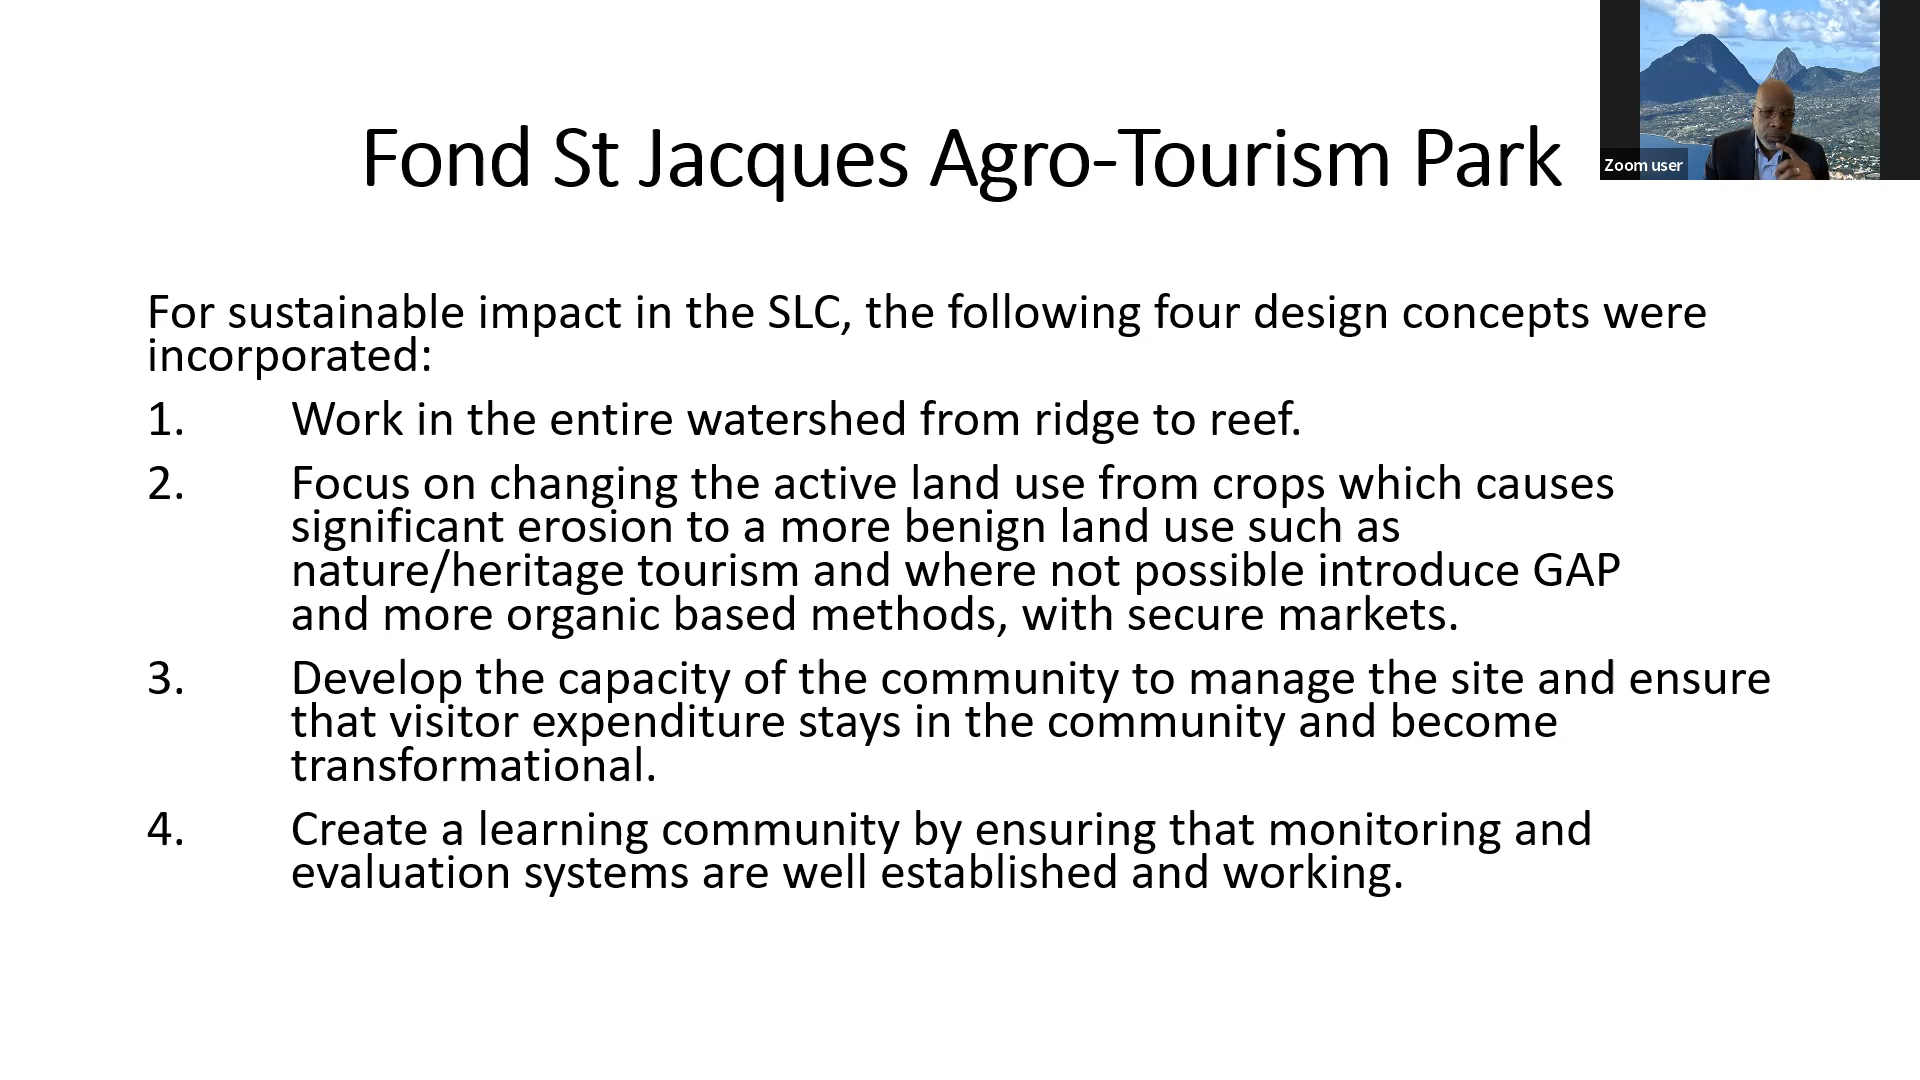 Fond St Jacques Agro-Tourism Park
Zoom user
For sustainable impact in the SLC, the following four design concepts were
incorporated:
1. Work in the entire watershed from ridge to reef.
2. Focus on changing the active land use from crops which causes
significant erosion to a more benign land use such as
nature/heritage tourism and where not possible introduce GAP
and more organic based methods, with secure markets.
3. Develop the capacity of the community to manage the site and ensure
that visitor expenditure stays in the community and become
transformational.
4. Create a learning community by ensuring that monitoring and
evaluation systems are well established and working.